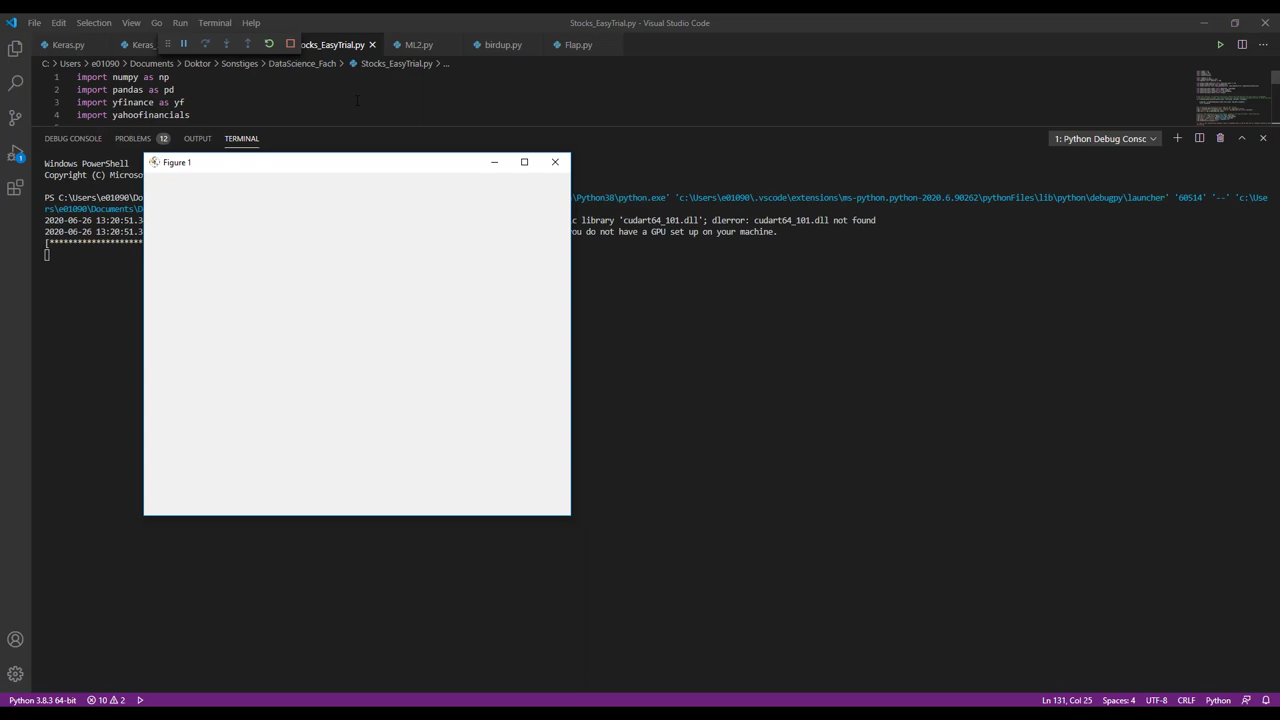 File Edit Selection View Go Run Terminal Help Stocks_EasyTrial.py - Visual Studio Code
Keras.py Keras_ ocks_EasyTrial.py ML2.py birdup.py Flap.py
C: > Users > e01090 > Documents > Doktor > Sonstiges > DataScience_Fach > Stocks_EasyTrial.py > ...
1 import numpy as np
2 import pandas as pd
3 import yfinance as yf
4 import yahoofinancials
DEBUG CONSOLE PROBLEMS 12 OUTPUT TERMINAL 1: Python Debug Consc
Windows PowerShell
Copyright (C) Microso
Figure 1
PS C:\Users\e01090\Do \Python38\python.exe' 'c:\Users\e01090\.vscode\extensions\ms-python.python-2020.6.90262\pythonFiles\lib\python\debugpy\launcher' '60514' '--' 'c:\Use
rs\e01090\Documents\D
2020-06-26 13:20:51.3 ic library 'cudart64_101.dll'; dlerror: cudart64_101.dll not found
2020-06-26 13:20:51.3 ou do not have a GPU set up on your machine.
[*********************
Python 3.8.3 64-bit 10 2 Ln 131, Col 25 Spaces: 4 UTF-8 CRLF Python